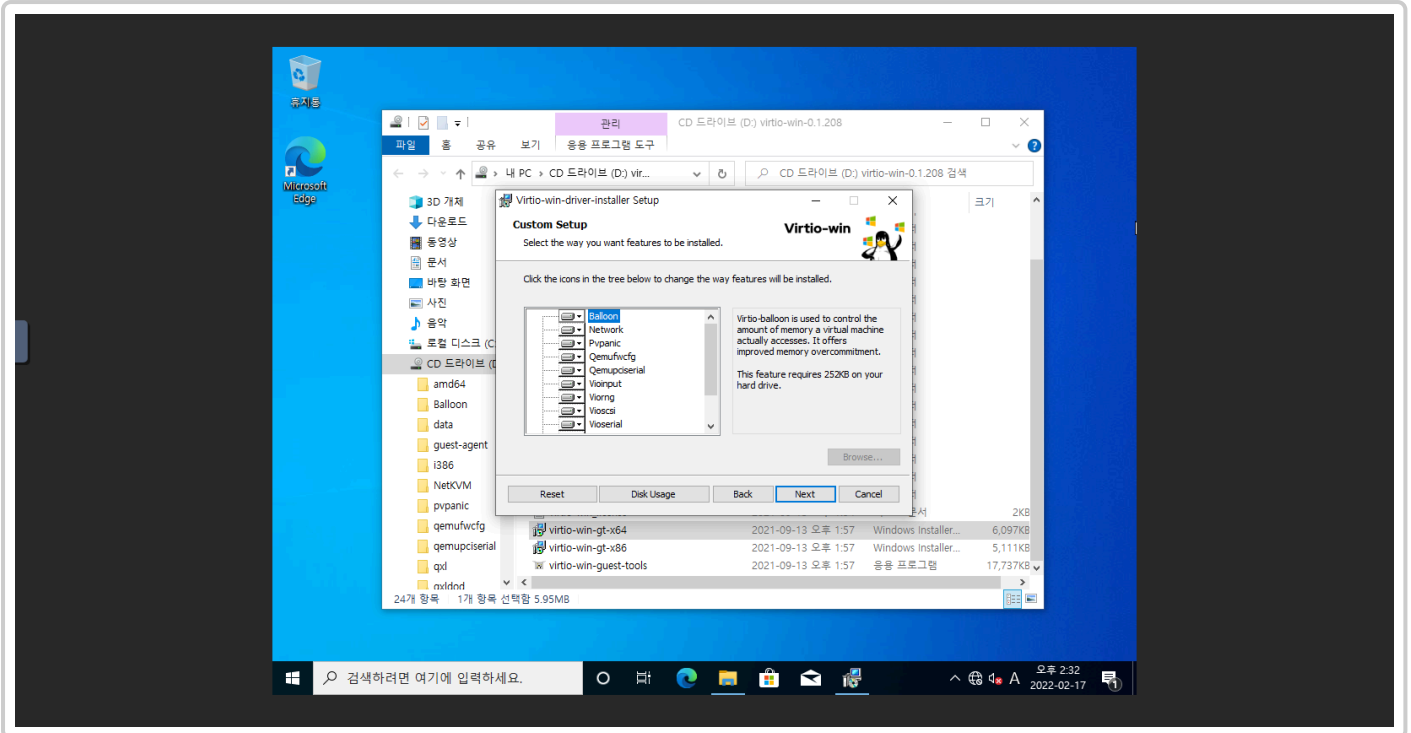 휴지통
Microsoft
Edge
관리
CD 드라이브 (D:) virtio-win-0.1.208
파일
홈
공유
보기
응용 프로그램 도구
내 PC
CD 드라이브 (D:) vir...
CD 드라이브 (D:) virtio-win-0.1.208 검색
3D 개체
다운로드
동영상
문서
바탕 화면
사진
음악
로컬 디스크 (C
CD 드라이브 (D
amd64
Balloon
data
guest-agent
i386
NetKVM
pvpanic
qemufwcfg
qemupciserial
qxl
qxldod
크기
Virtio-win-driver-installer Setup
Custom Setup
Select the way you want features to be installed.
Virtio-win
Click the icons in the tree below to change the way features will be installed.
Balloon
Network
Pvpanic
Qemufwcfg
Qemupciserial
Vioinput
Viorng
Vioscsi
Vioserial
Virtio-balloon is used to control the
amount of memory a virtual machine
actually accesses. It offers
improved memory overcommitment.
This feature requires 252KB on your
hard drive.
Browse...
Reset
Disk Usage
Back
Next
Cancel
2KB
virtio-win-gt-x64 2021-09-13 오후 1:57 Windows Installer... 6,097KB
virtio-win-gt-x86 2021-09-13 오후 1:57 Windows Installer... 5,111KB
virtio-win-guest-tools 2021-09-13 오후 1:57 응용 프로그램 17,737KB
24개 항목 1개 항목 선택함 5.95MB
검색하려면 여기에 입력하세요.
A
오후 2:32
2022-02-17
1